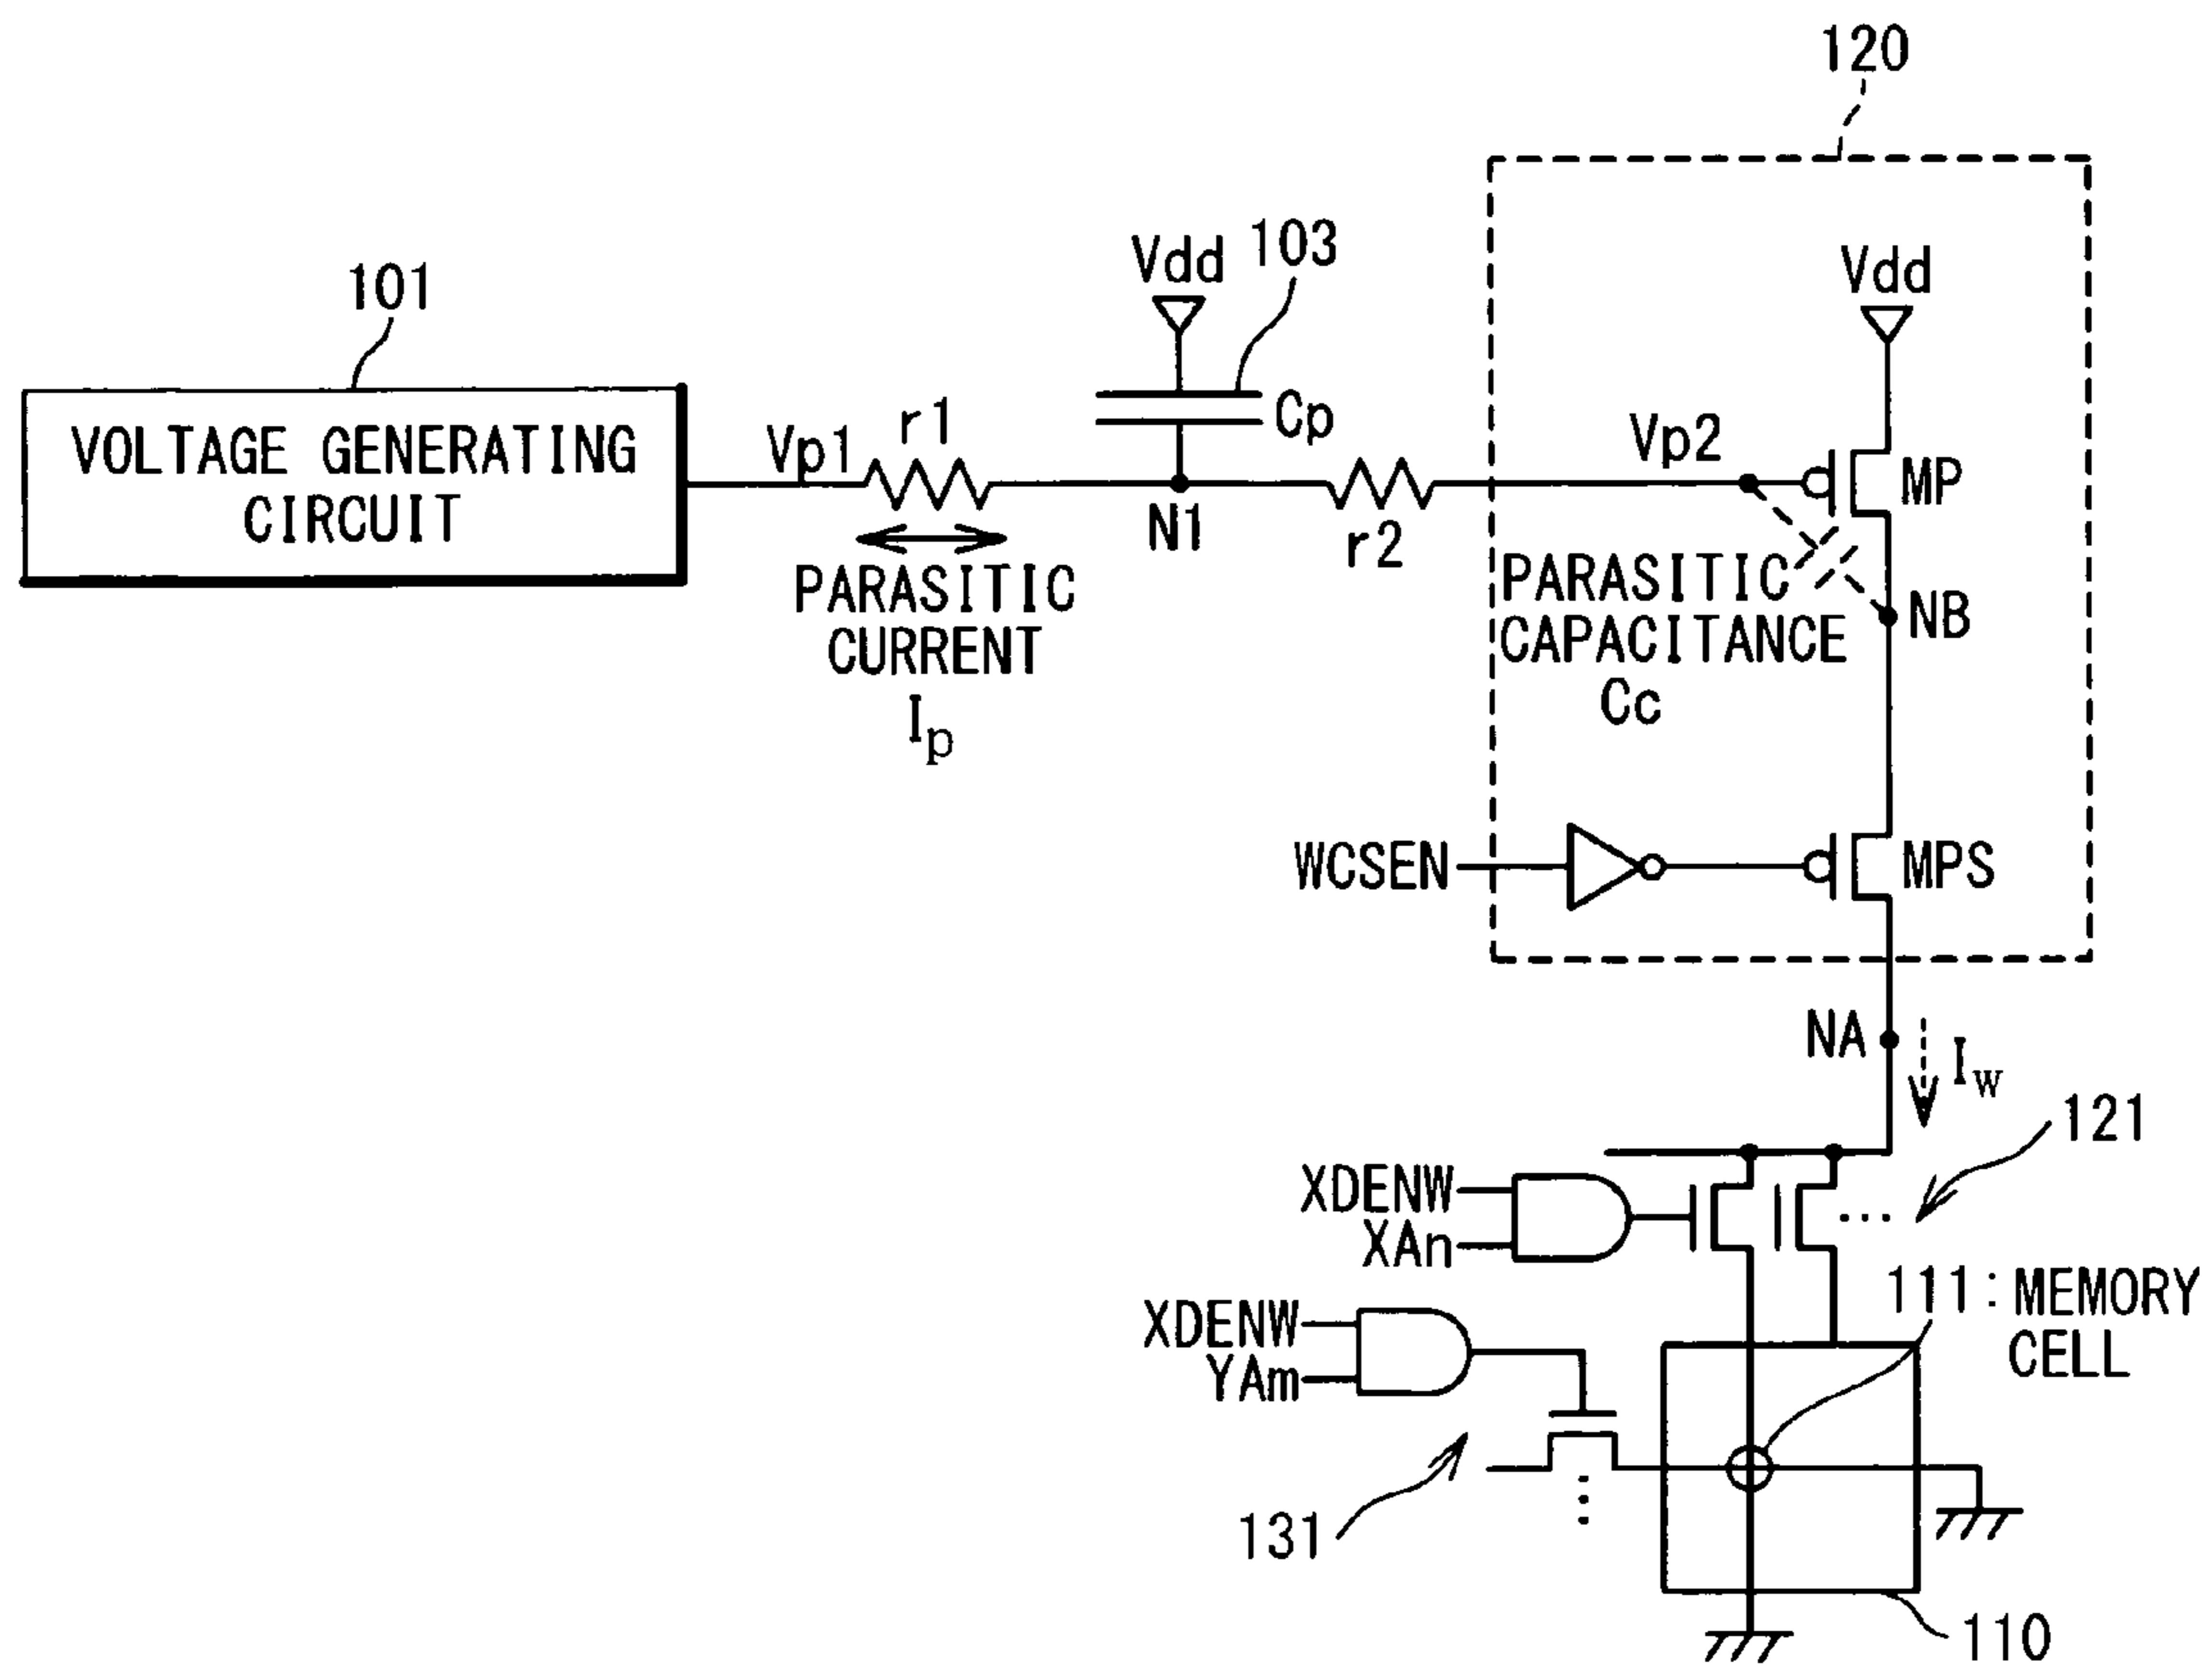 120
101
Vdd
103
Vdd
VOLTAGE GENERATING
CIRCUIT
Vp1
r1
Cp
Vp2
MP
N1
r2
PARASITIC
CURRENT
Ip
PARASITIC
CAPACITANCE
Cc
NB
WCSEN
MPS
NA
Iw
121
XDENW
XAn
...
111:MEMORY
CELL
XDENW
YAm
131
110